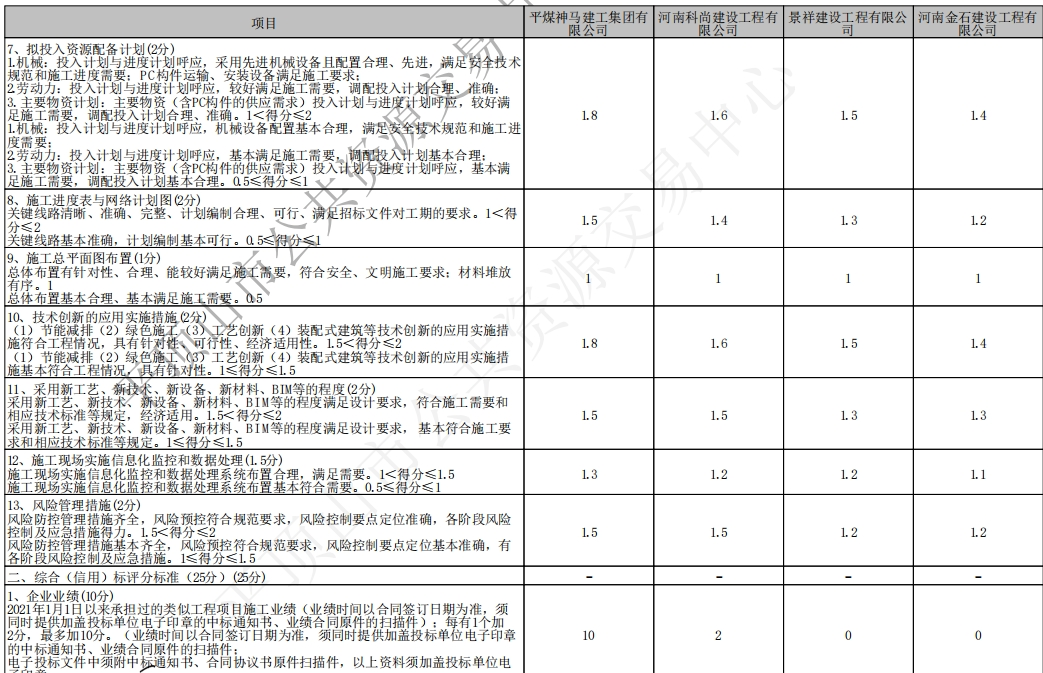 项目
平煤神马建工集团有限公司
河南科尚建设工程有限公司
景祥建设工程有限公司
河南金石建设工程有限公司
7、拟投入资源配备计划(2分)
1.机械：投入计划与进度计划呼应，采用先进机械设备且配置合理、先进，满足安全技术
规范和施工进度需要；PC构件运输、安装设备满足施工要求；
2.劳动力：投入计划与进度计划呼应，较好满足施工需要，调配投入计划合理、准确；
3.主要物资计划：主要物资（含PC构件的供应需求）投入计划与进度计划呼应，较好满
足施工需要，调配投入计划合理、准确。1＜得分≤2
1.机械：投入计划与进度计划呼应，机械设备配置基本合理，满足安全技术规范和施工进
度需要；
2.劳动力：投入计划与进度计划呼应，基本满足施工需要，调配投入计划基本合理；
3.主要物资计划：主要物资（含PC构件的供应需求）投入计划与进度计划呼应，基本满
足施工需要，调配投入计划基本合理。0.5≤得分≤1
1.8
1.6
1.5
1.4
8、施工进度表与网络计划图(2分)
关键线路清晰、准确、完整、计划编制合理、可行、满足招标文件对工期的要求。1＜得
分≤2
关键线路基本准确，计划编制基本可行。0.5≤得分≤1
1.5
1.4
1.3
1.2
9、施工总平面图布置(1分)
总体布置有针对性、合理、能较好满足施工需要，符合安全、文明施工要求；材料堆放
有序。1
总体布置基本合理、基本满足施工需要。0.5
1
1
1
1
10、技术创新的应用实施措施(2分)
（1）节能减排（2）绿色施工（3）工艺创新（4）装配式建筑等技术创新的应用实施措
施符合工程情况，具有针对性、可行性、经济适用性。1.5＜得分≤2
（1）节能减排（2）绿色施工（3）工艺创新（4）装配式建筑等技术创新的应用实施措
施基本符合工程情况，具有针对性。1≤得分≤1.5
1.8
1.6
1.5
1.4
11、采用新工艺、新技术、新设备、新材料、BIM等的程度(2分)
采用新工艺、新技术、新设备、新材料、BIM等的程度满足设计要求，符合施工需要和
相应技术标准等规定，经济适用。1.5＜得分≤2
采用新工艺、新技术、新设备、新材料、BIM等的程度满足设计要求，基本符合施工要
求和相应技术标准等规定。1≤得分≤1.5
1.5
1.5
1.3
1.3
12、施工现场实施信息化监控和数据处理(1.5分)
施工现场实施信息化监控和数据处理系统布置合理，满足需要。1＜得分≤1.5
施工现场实施信息化监控和数据处理系统布置基本符合需要。0.5≤得分≤1
1.3
1.2
1.2
1.1
13、风险管理措施(2分)
风险防控管理措施齐全，风险预控符合规范要求，风险控制要点定位准确，各阶段风险
控制及应急措施得力。1.5＜得分≤2
风险防控管理措施基本齐全，风险预控符合规范要求，风险控制要点定位基本准确，有
各阶段风险控制及应急措施。1≤得分≤1.5
1.5
1.5
1.2
1.2
二、综合（信用）标评分标准（25分）(25分)
-
-
-
-
1、企业业绩(10分)
2021年1月1日以来承担过的类似工程项目施工业绩（业绩时间以合同签订日期为准，须
同时提供加盖投标单位电子印章的中标通知书、业绩合同原件的扫描件）；每有1个加
2分，最多加10分。（业绩时间以合同签订日期为准，须同时提供加盖投标单位电子印章
的中标通知书、业绩合同原件的扫描件；
电子投标文件中须附中标通知书、合同协议书原件扫描件，以上资料须加盖投标单位电
10
2
0
0
平顶山市公共资源交易中心
平顶山市公共资源交易中心